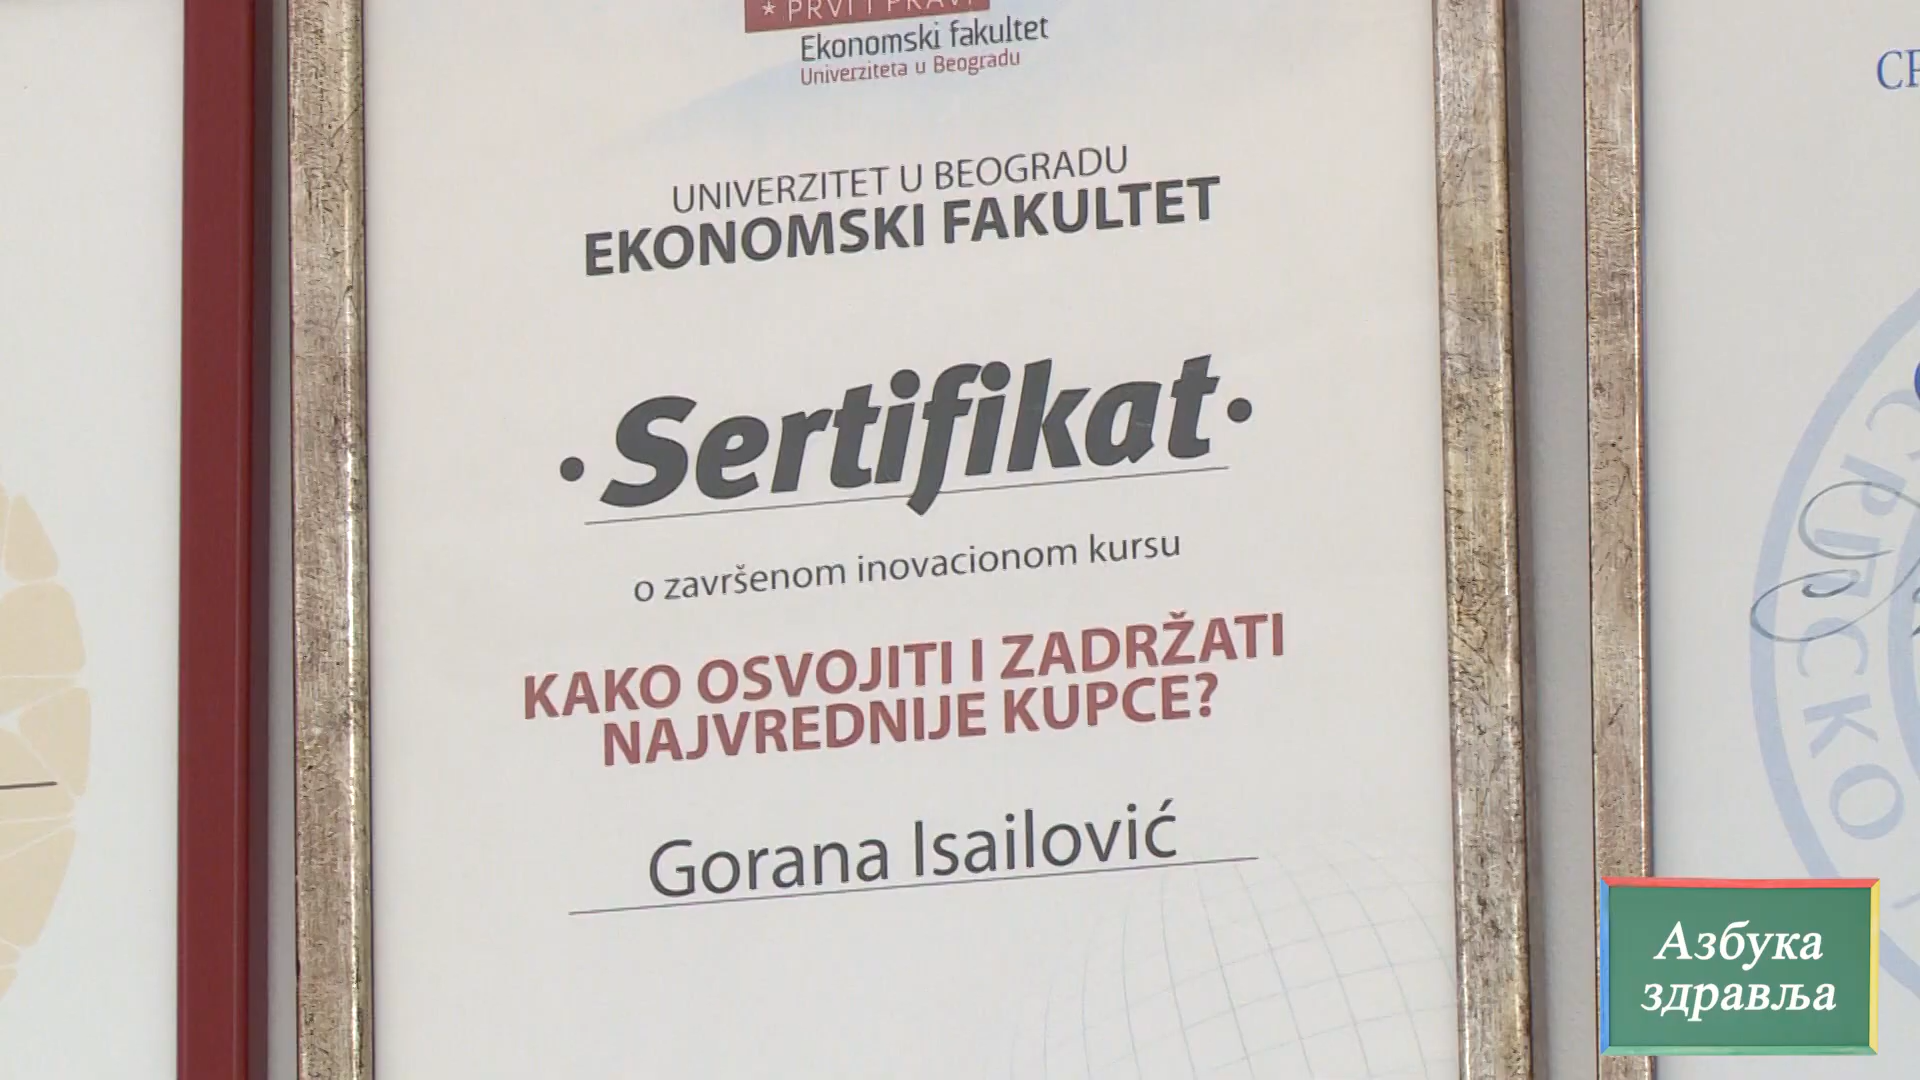 * PRVI I PRAVI
Ekonomski fakultet
Univerziteta u Beogradu
UNIVERZITET U BEOGRADU
EKONOMSKI FAKULTET
• Sertifikat •
o završenom inovacionom kursu
KAKO OSVOJITI I ZADRŽATI
NAJVREDNIJE KUPCE?
Gorana Isailović
СРПСКО
Азбука
здравља